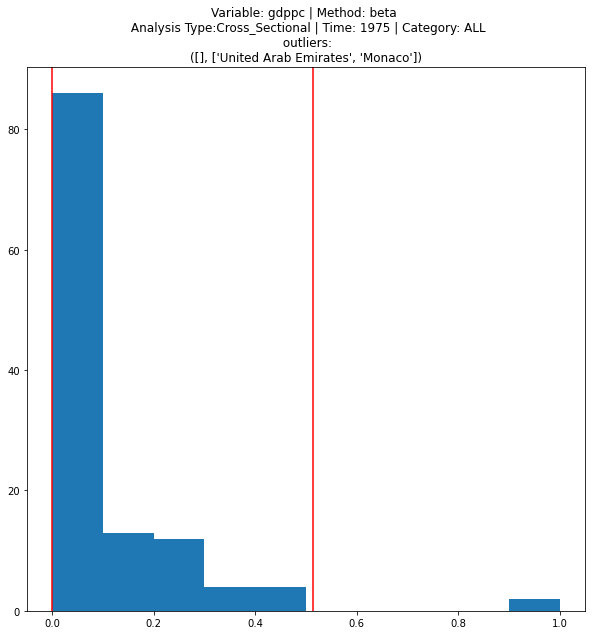 Variable: gdppc | Method: beta
Analysis Type:Cross_Sectional | Time: 1975 | Category: ALL
outliers:
([], ['United Arab Emirates', 'Monaco'])
80
60
40
20
0
0.0 0.2 0.4 0.6 0.8 1.0